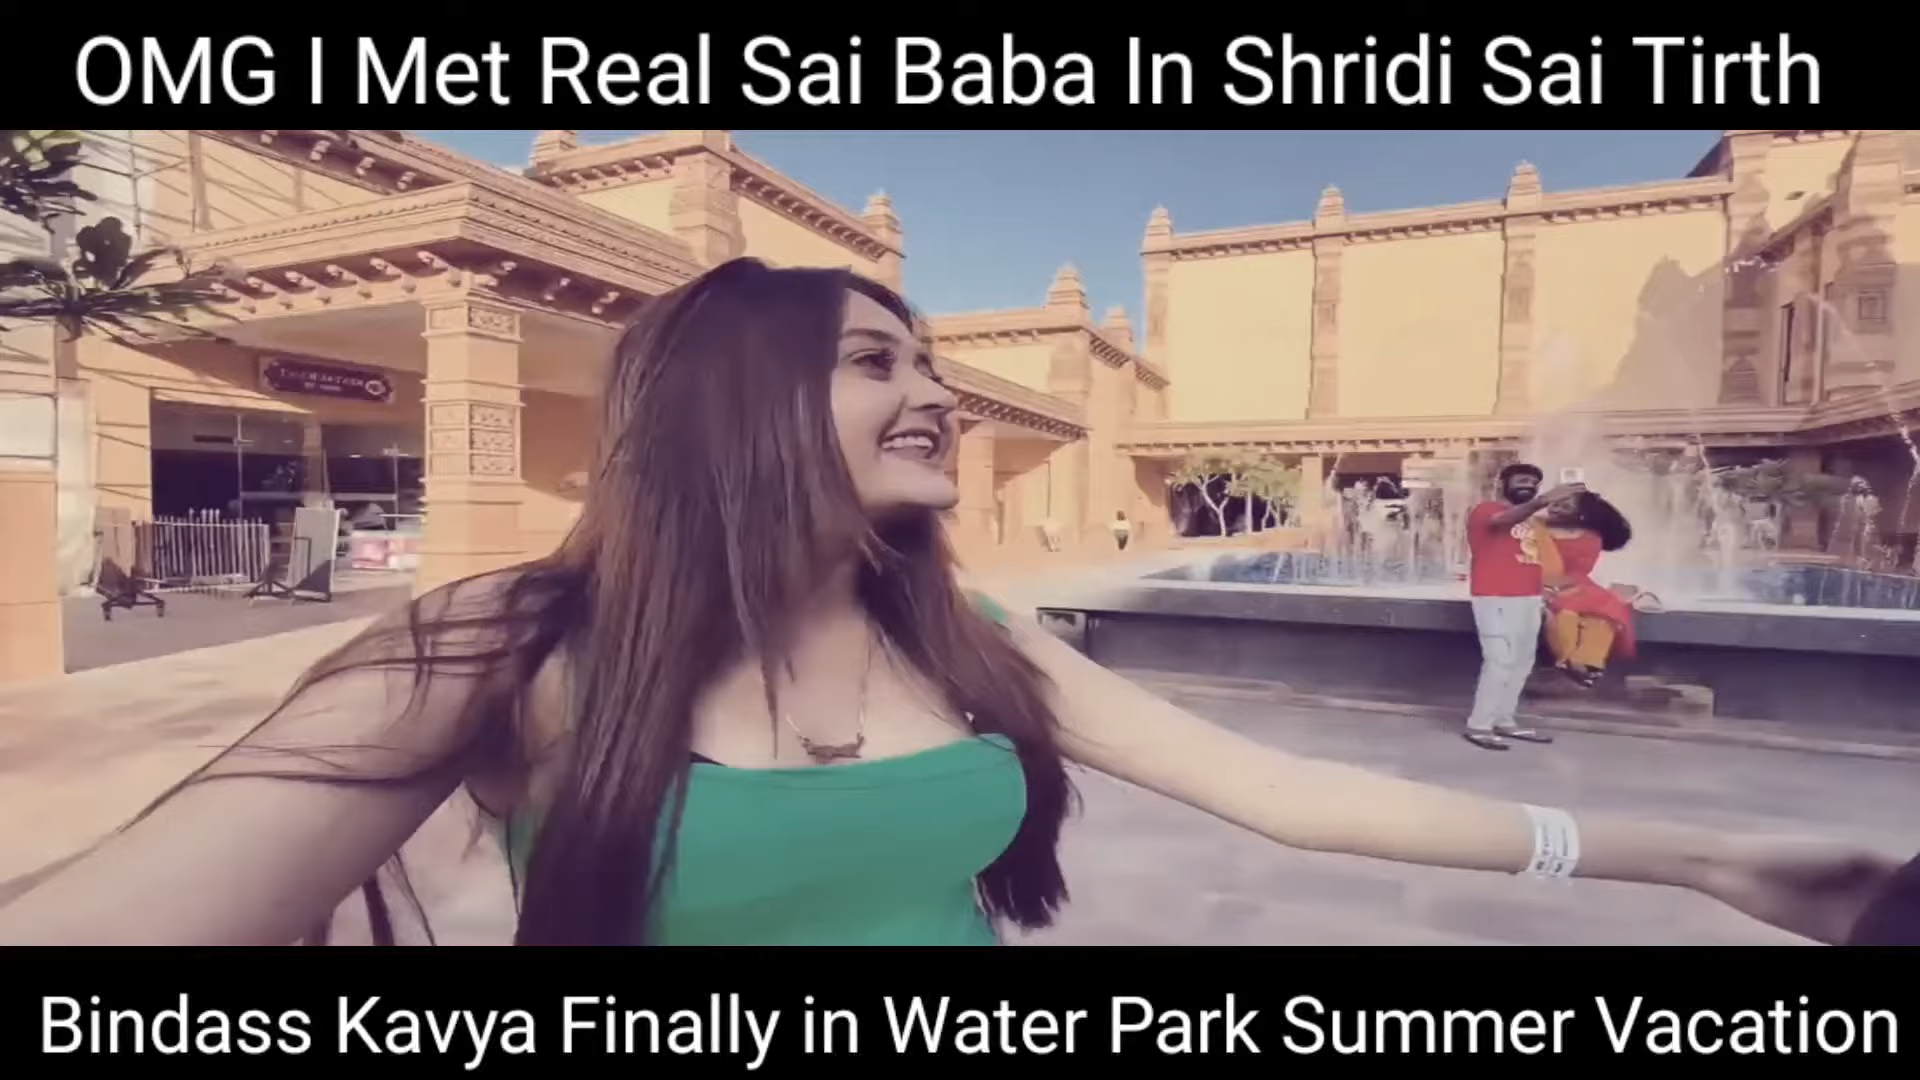 OMG I Met Real Sai Baba In Shridi Sai Tirth
Bindass Kavya Finally in Water Park Summer Vacation